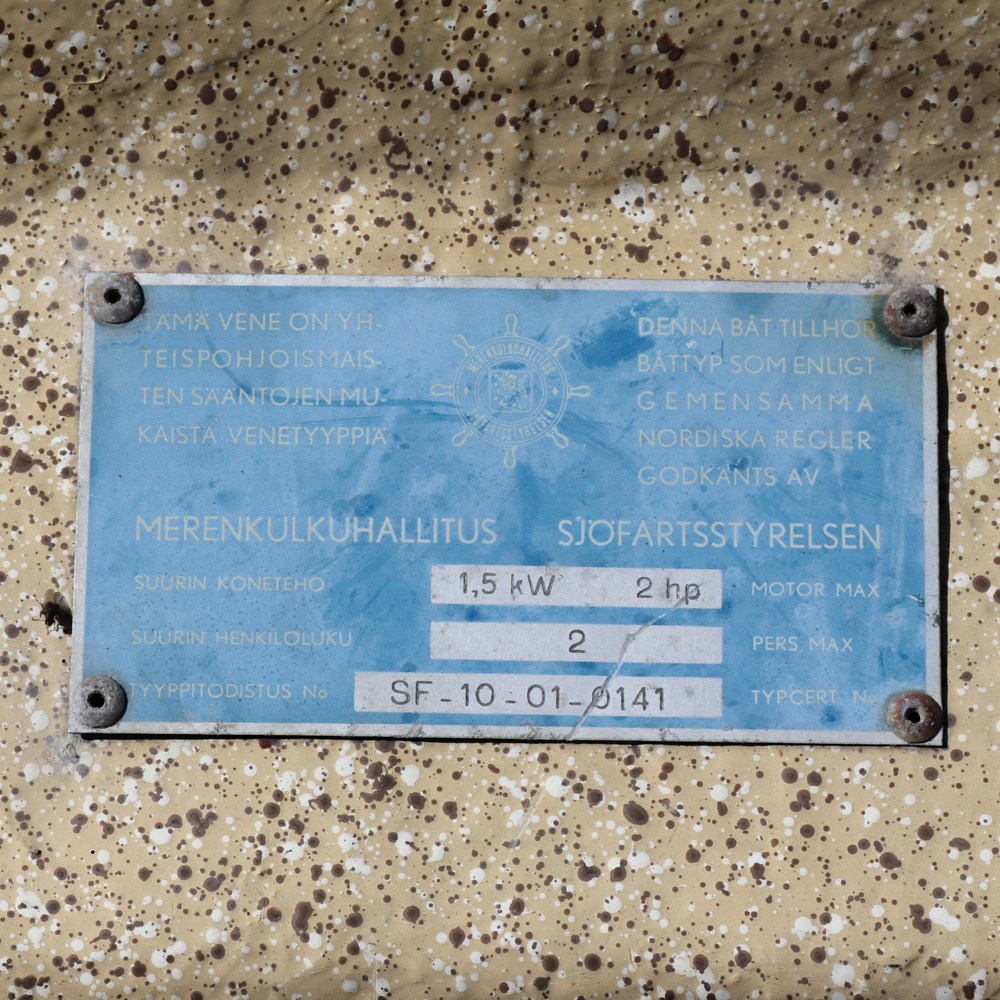 TÄMÄ VENE ON YH-
TEISPOHJOISMAIS-
TEN SÄÄNTÖJEN MU-
KAISTA VENETYYPPIÄ
MERENKULKUHALLITUS
SJÖFARTSSTYRELSEN
DENNA BÅT TILLHÖR
BÅTTYP SOM ENLIGT
GEMENSAMMA
NORDISKA REGLER
GODKÄNTS AV
MERENKULKUHALLITUS SJÖFARTSSTYRELSEN
SUURIN KONETEHO 1,5 kW 2 hp MOTOR MAX
SUURIN HENKILÖLUKU 2 PERS. MAX
TYYPPITODISTUS No SF-10-01-0141 TYPCERT. No